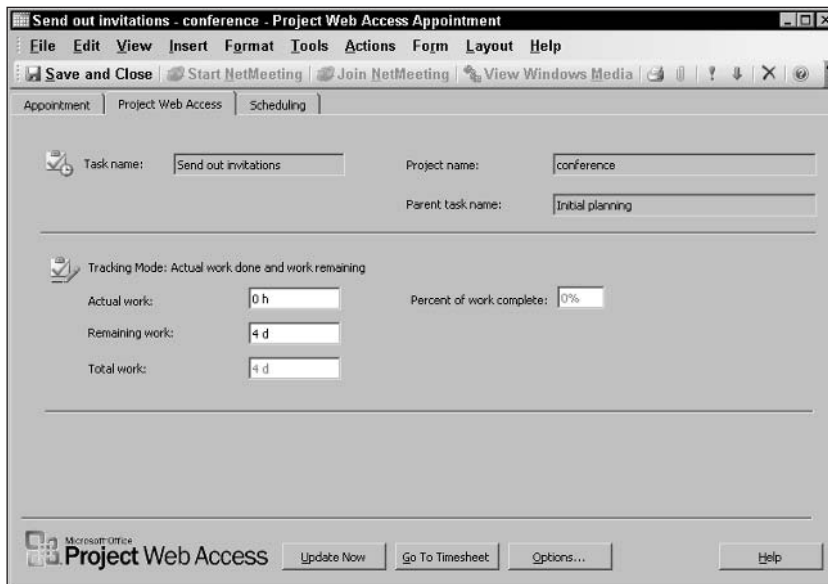 Send out invitations - conference - Project Web Access Appointment
File Edit View Insert Format Tools Actions Form Layout Help
Save and Close Start NetMeeting Join NetMeeting View Windows Media
Appointment Project Web Access Scheduling
Task name: Send out invitations Project name: conference
Parent task name: Initial planning
Tracking Mode: Actual work done and work remaining
Actual work: 0 h Percent of work complete: 0%
Remaining work: 4 d
Total work: 4 d
Microsoft Office
Project Web Access Update Now Go To Timesheet Options... Help